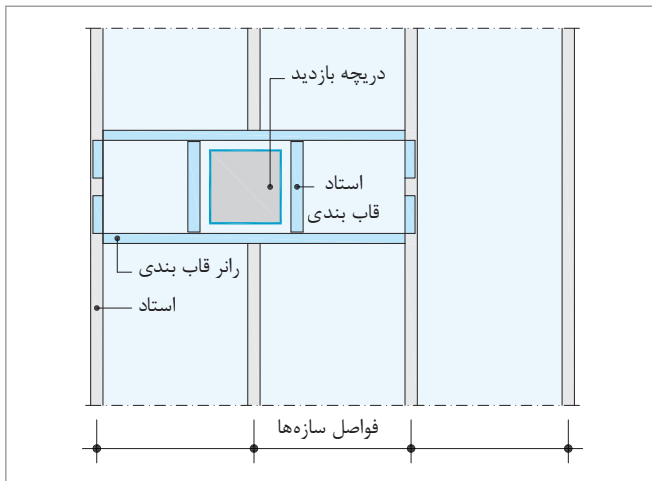 دریچه بازدید
استاد
قاب بندی
رانر قاب بندی
استاد
فواصل سازه‌ها